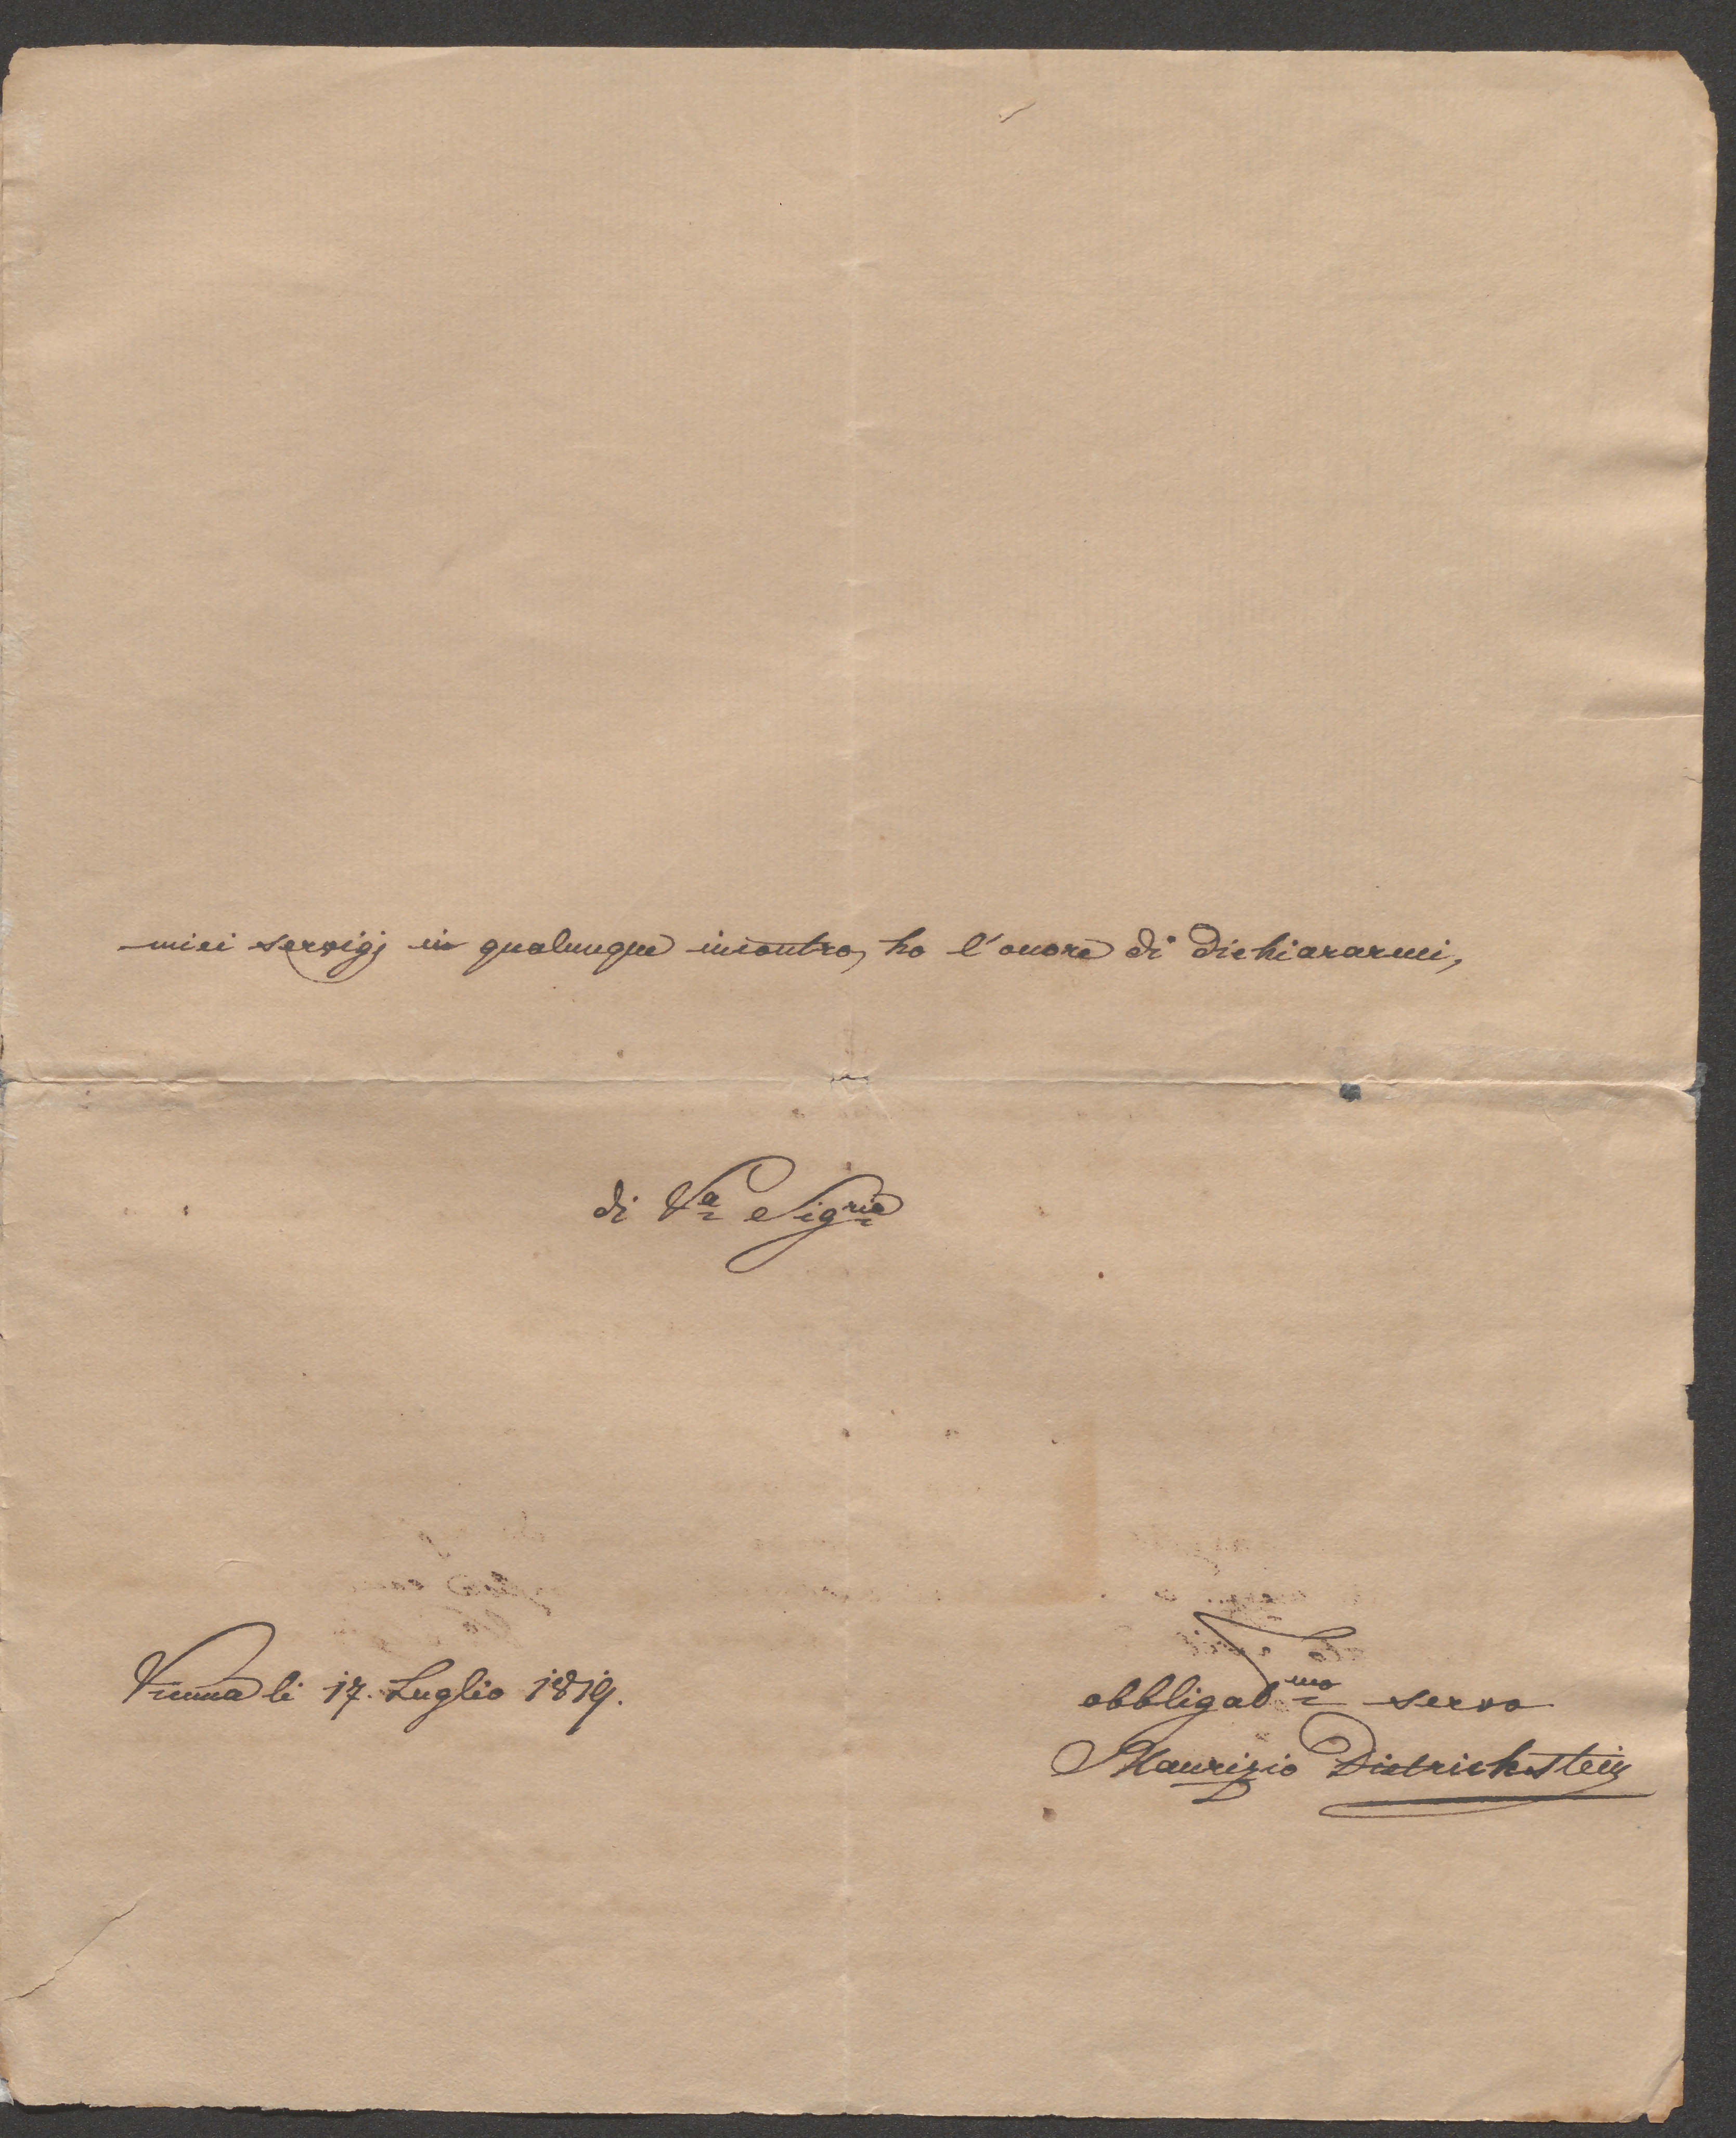 miei servigj in qualunque incontro, ho l'onore di dichiararmi,
di Va Sigria
Vienna li 17. Luglio 1819.
obbligatmo servo
Maurizio Dietrichstein